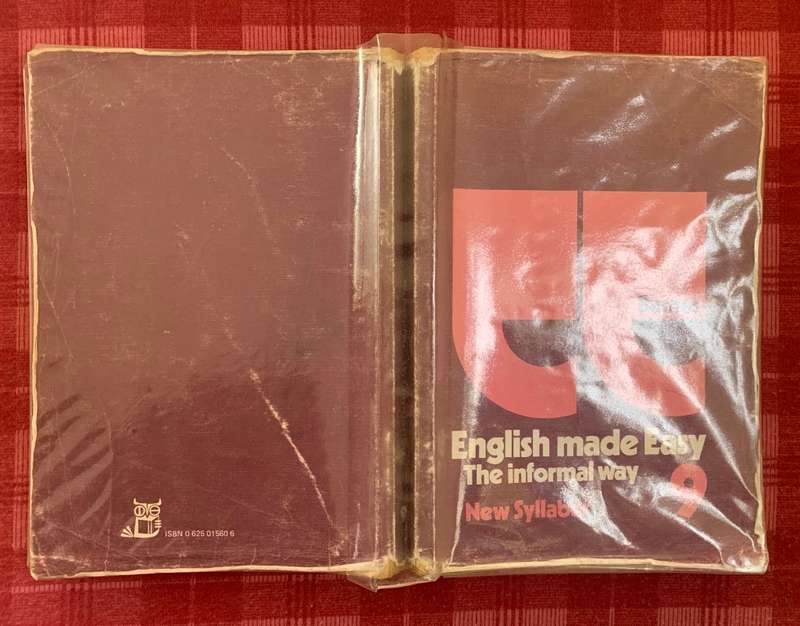 English made Easy
The informal way
New Syllabus 9
ISBN 0 625 01560 6